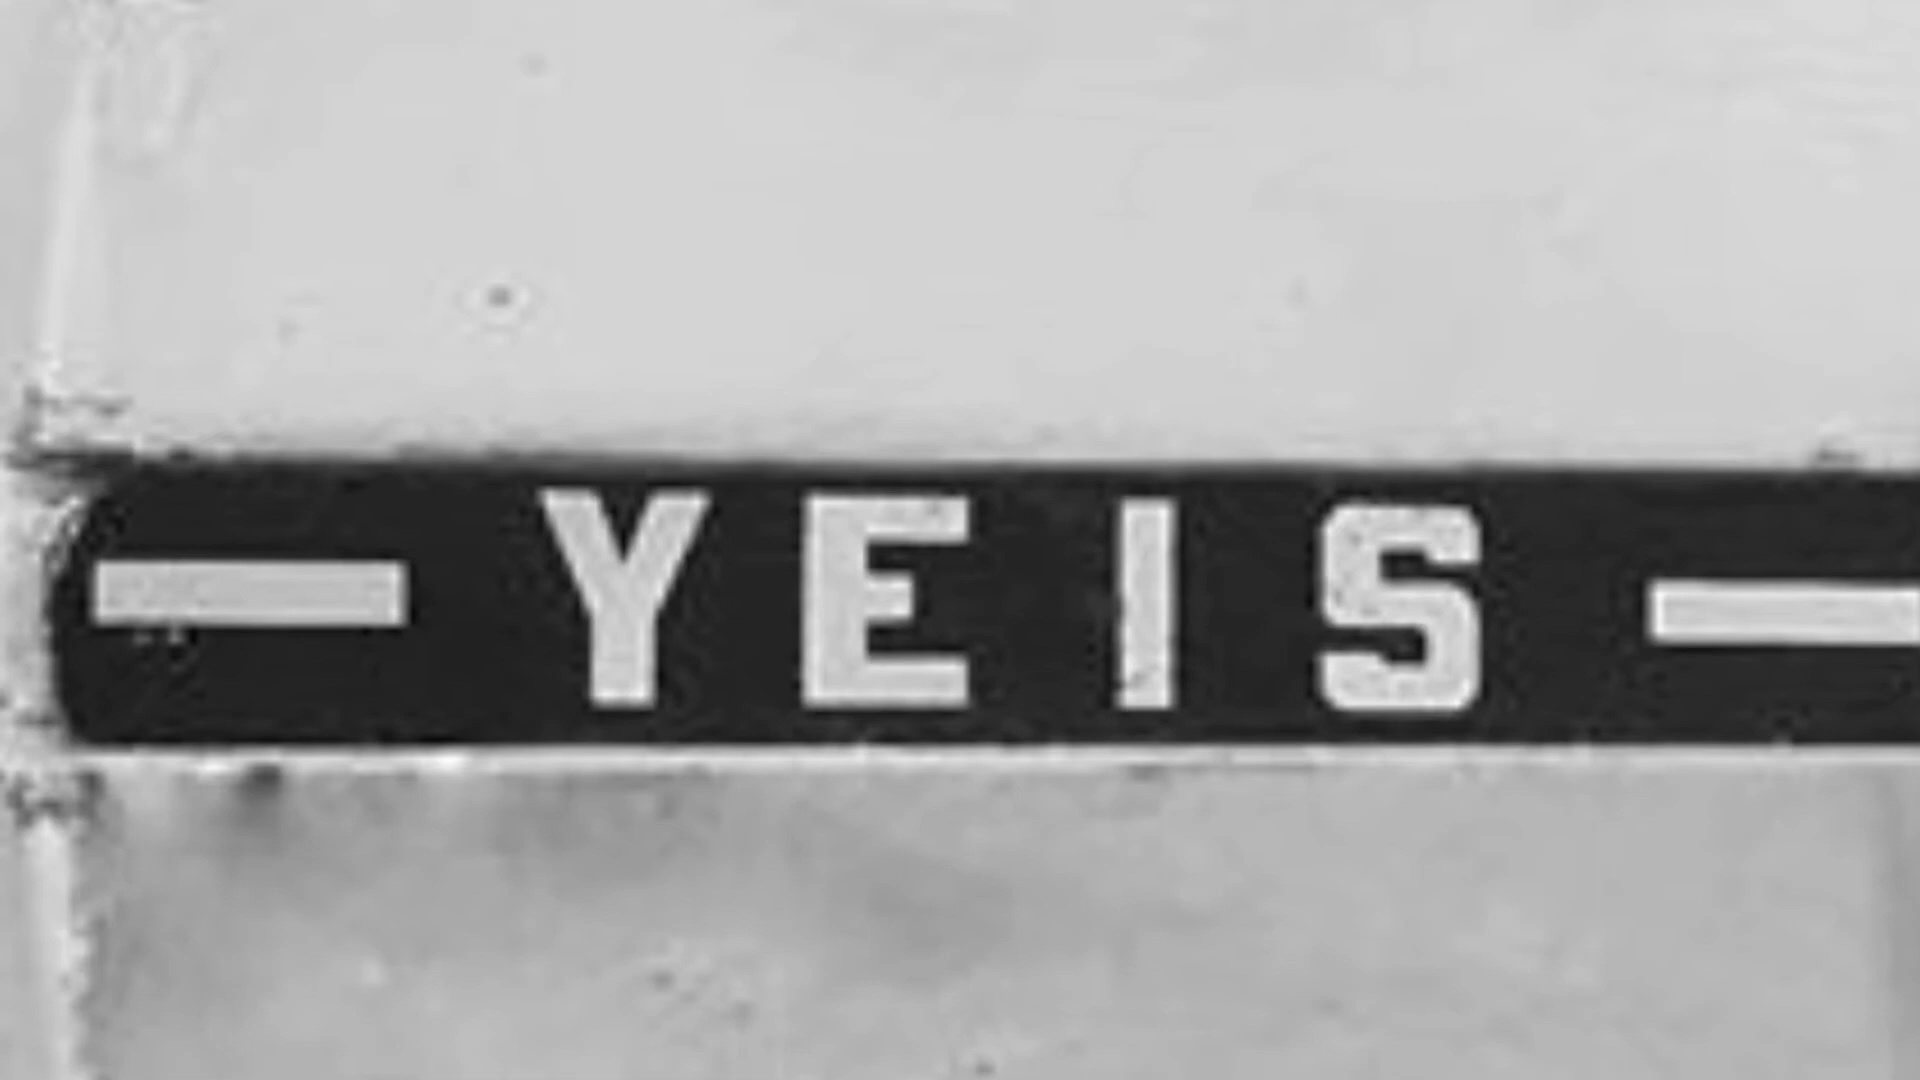 — YEIS —